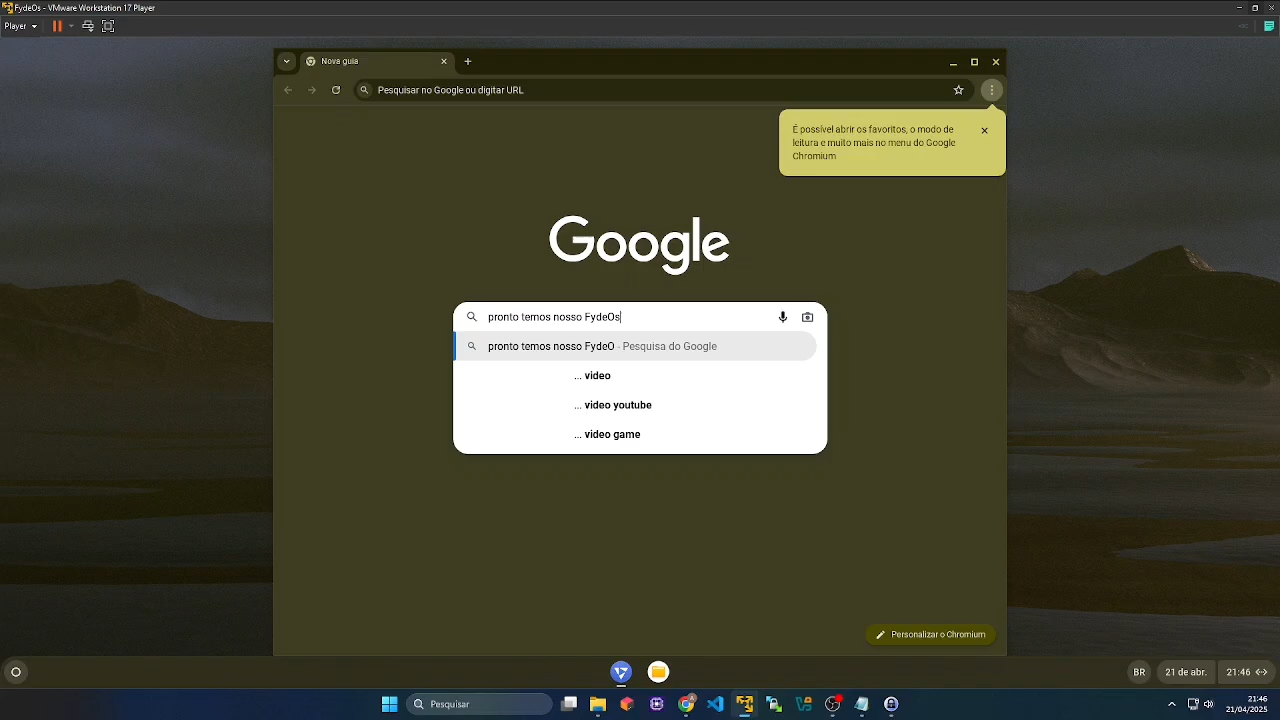 FydeOs - VMware Workstation 17 Player
Player
Nova guia
Pesquisar no Google ou digitar URL
É possível abrir os favoritos, o modo de
leitura e muito mais no menu do Google
Chromium
Google
pronto temos nosso FydeOs
pronto temos nosso FydeO - Pesquisa do Google
... video
... video youtube
... video game
Personalizar o Chromium
BR
21 de abr.
21:46
Pesquisar
21:46
21/04/2025